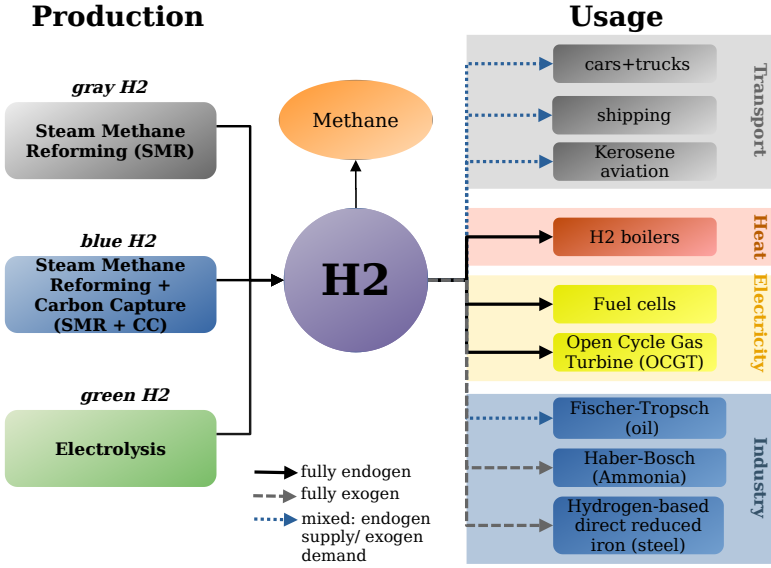 Production
Usage
gray H2
Steam Methane
Reforming (SMR)
blue H2
Steam Methane
Reforming +
Carbon Capture
(SMR + CC)
green H2
Electrolysis
Methane
H2
cars+trucks
shipping
Kerosene
aviation
Transport
H2 boilers
Heat
Fuel cells
Open Cycle Gas
Turbine (OCGT)
Electricity
Fischer-Tropsch
(oil)
Haber-Bosch
(Ammonia)
Hydrogen-based
direct reduced
iron (steel)
Industry
fully endogen
fully exogen
mixed: endogen
supply/ exogen
demand